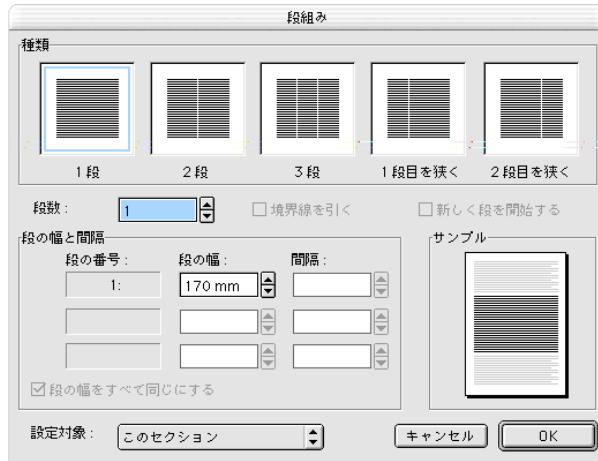 段組み
種類
1段 2段 3段 1段目を狭く 2段目を狭く
段数： 1 境界線を引く 新しく段を開始する
段の幅と間隔
段の番号： 段の幅： 間隔：
1: 170 mm
段の幅をすべて同じにする
サンプル
設定対象： このセクション キャンセル OK